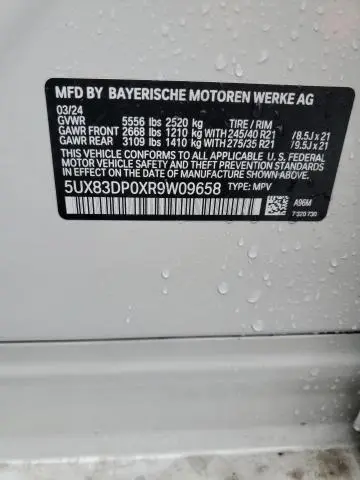 MFD BY BAYERISCHE MOTOREN WERKE AG
03/24
GVWR 5556 lbs 2520 kg TIRE / RIM
GAWR FRONT 2668 lbs 1210 kg WITH 245/40 R21 /8.5J x 21
GAWR REAR 3109 lbs 1410 kg WITH 275/35 R21 /9.5J x 21
THIS VEHICLE CONFORMS TO ALL APPLICABLE U. S. FEDERAL
MOTOR VEHICLE SAFETY, BUMPER, AND THEFT PREVENTION
STANDARDS IN EFFECT ON THE DATE OF MANUFACTURE SHOWN ABOVE.
5UX83DP0XR9W09658 TYPE: MPV
A96M
7 320 730